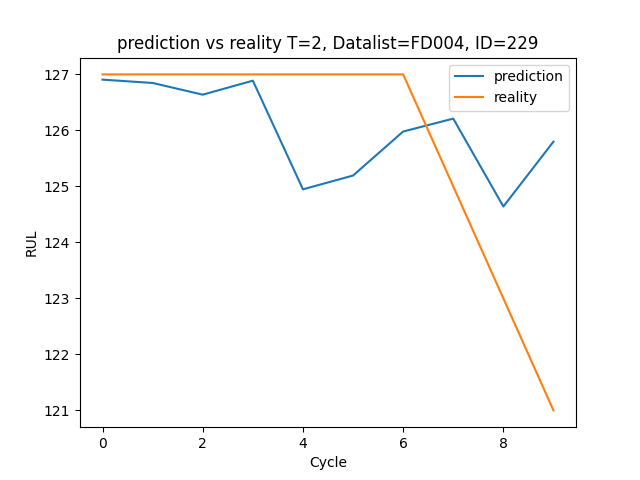 prediction vs reality T=2, Datalist=FD004, ID=229
prediction
reality
127
126
125
124
123
122
121
RUL
0 2 4 6 8
Cycle